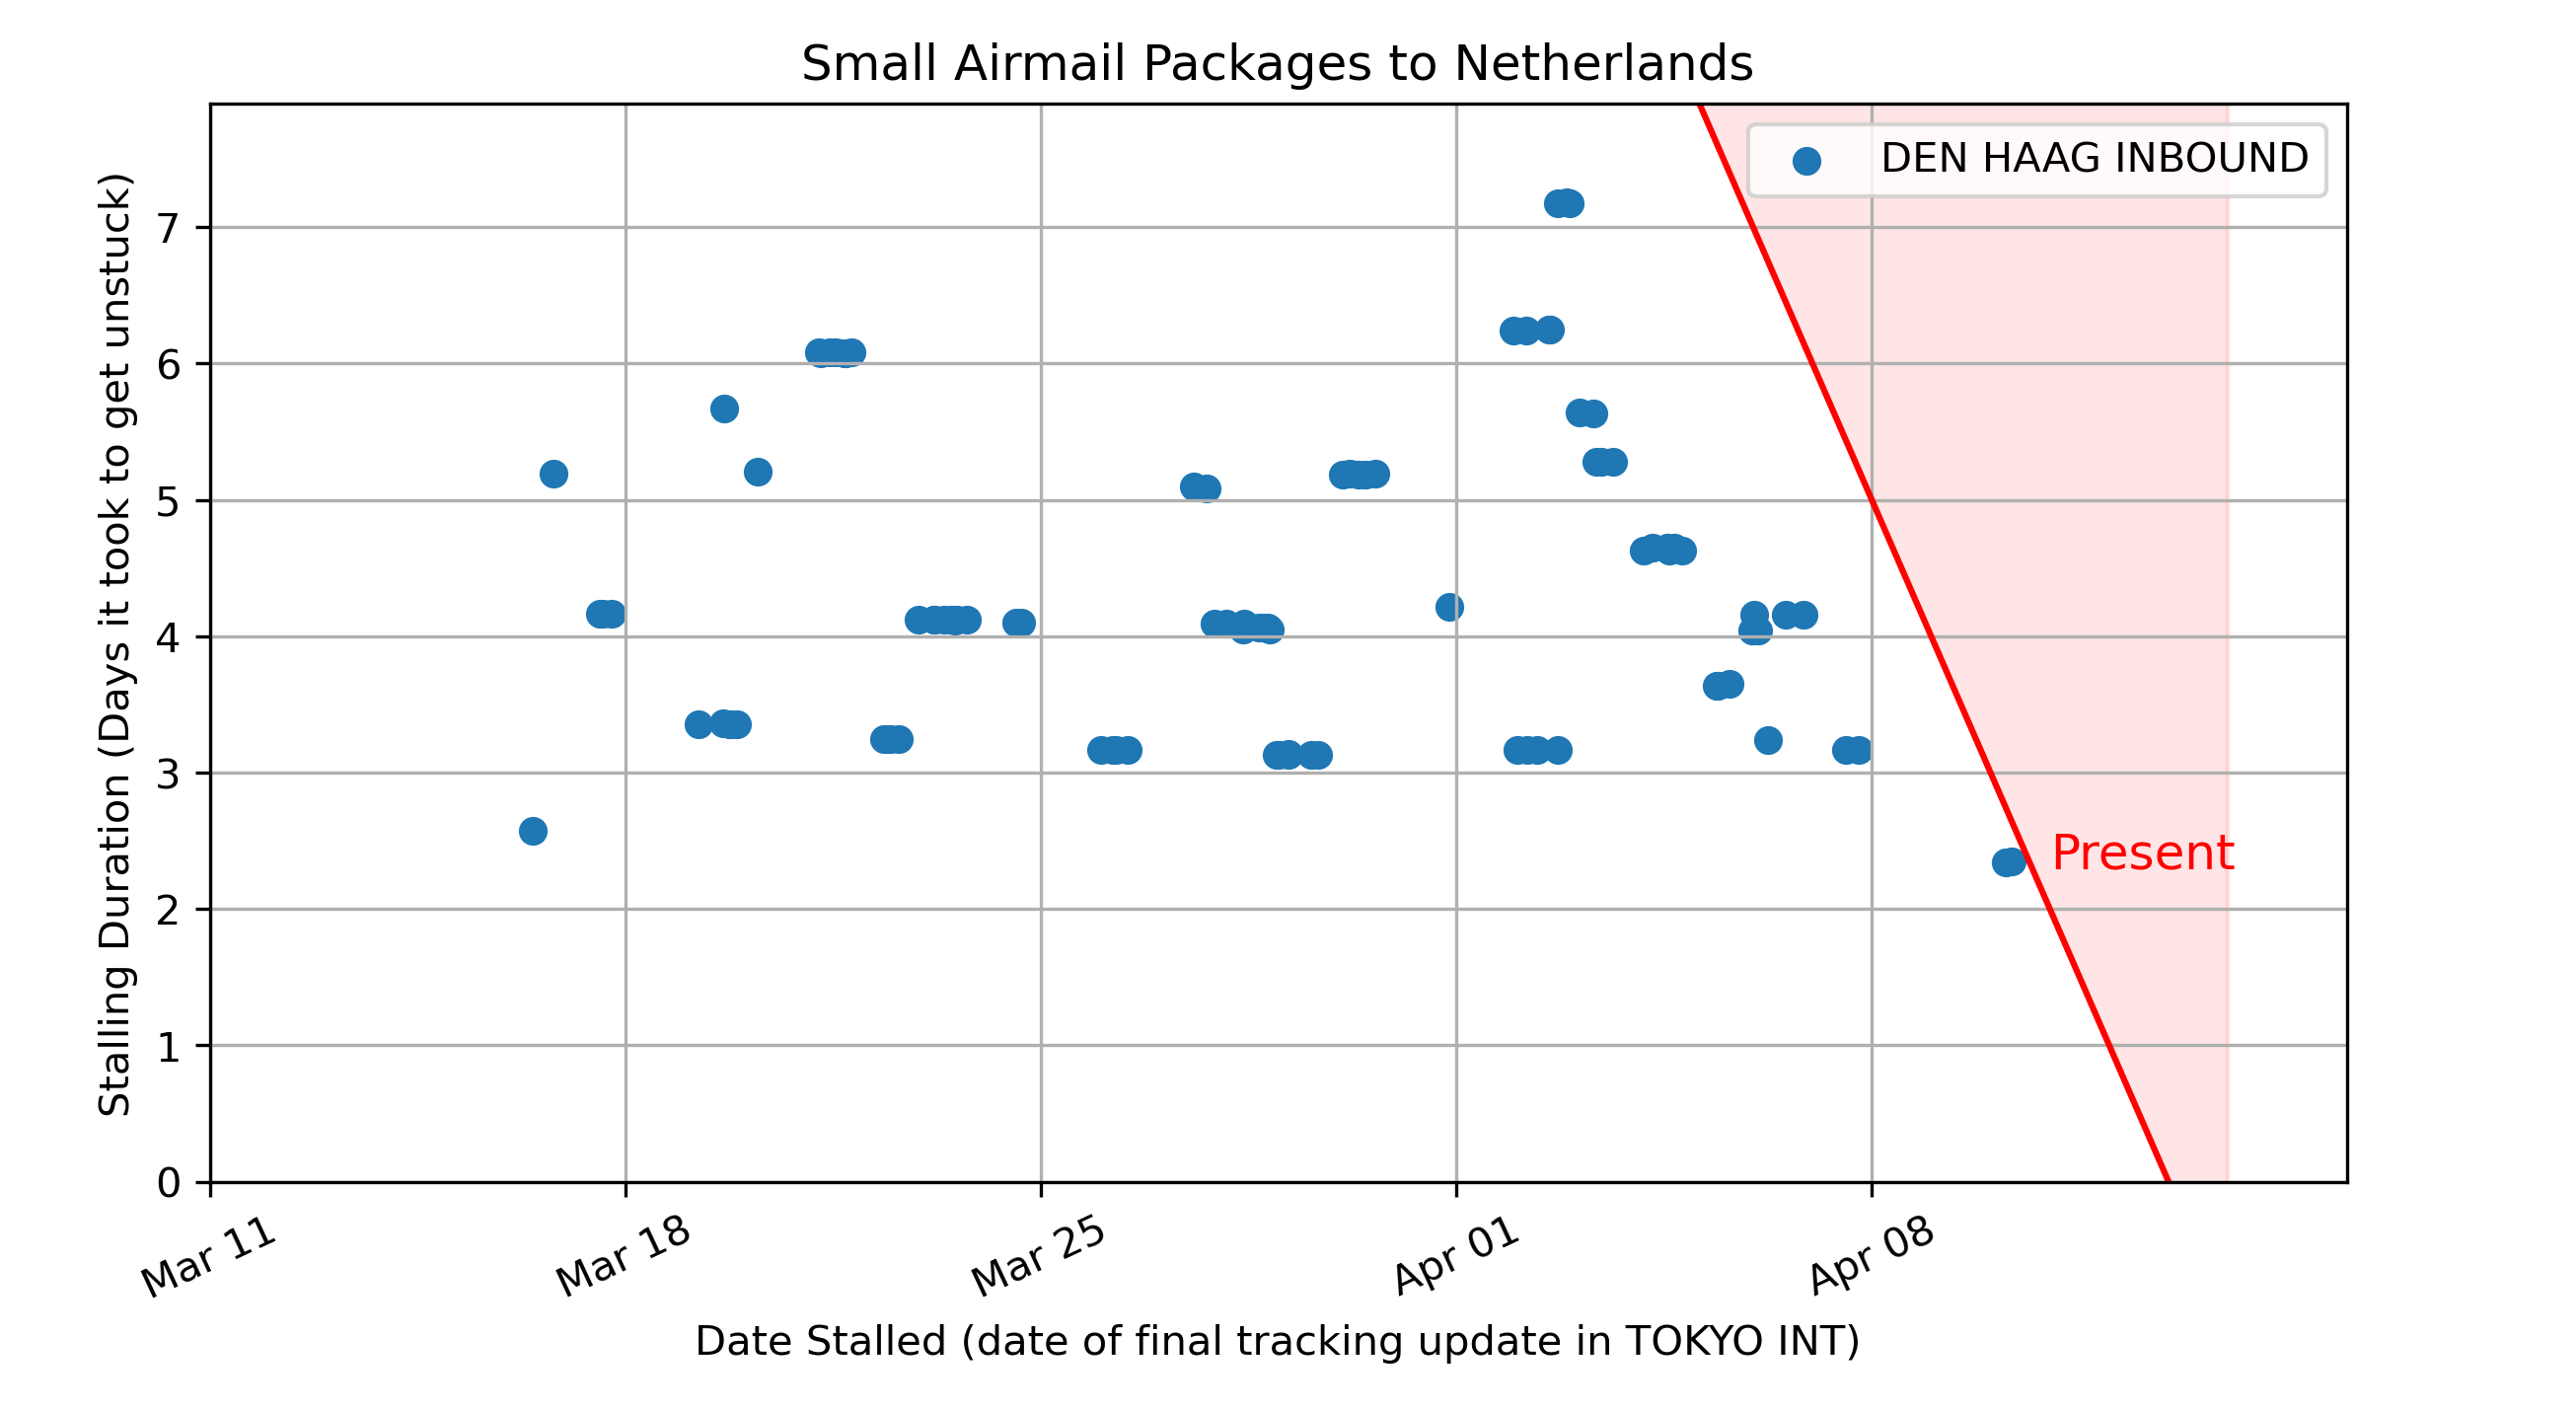 Small Airmail Packages to Netherlands
DEN HAAG INBOUND
Stalling Duration (Days it took to get unstuck)
7
6
5
4
3
2
1
0
Present
Mar 11
Mar 18
Mar 25
Apr 01
Apr 08
Date Stalled (date of final tracking update in TOKYO INT)